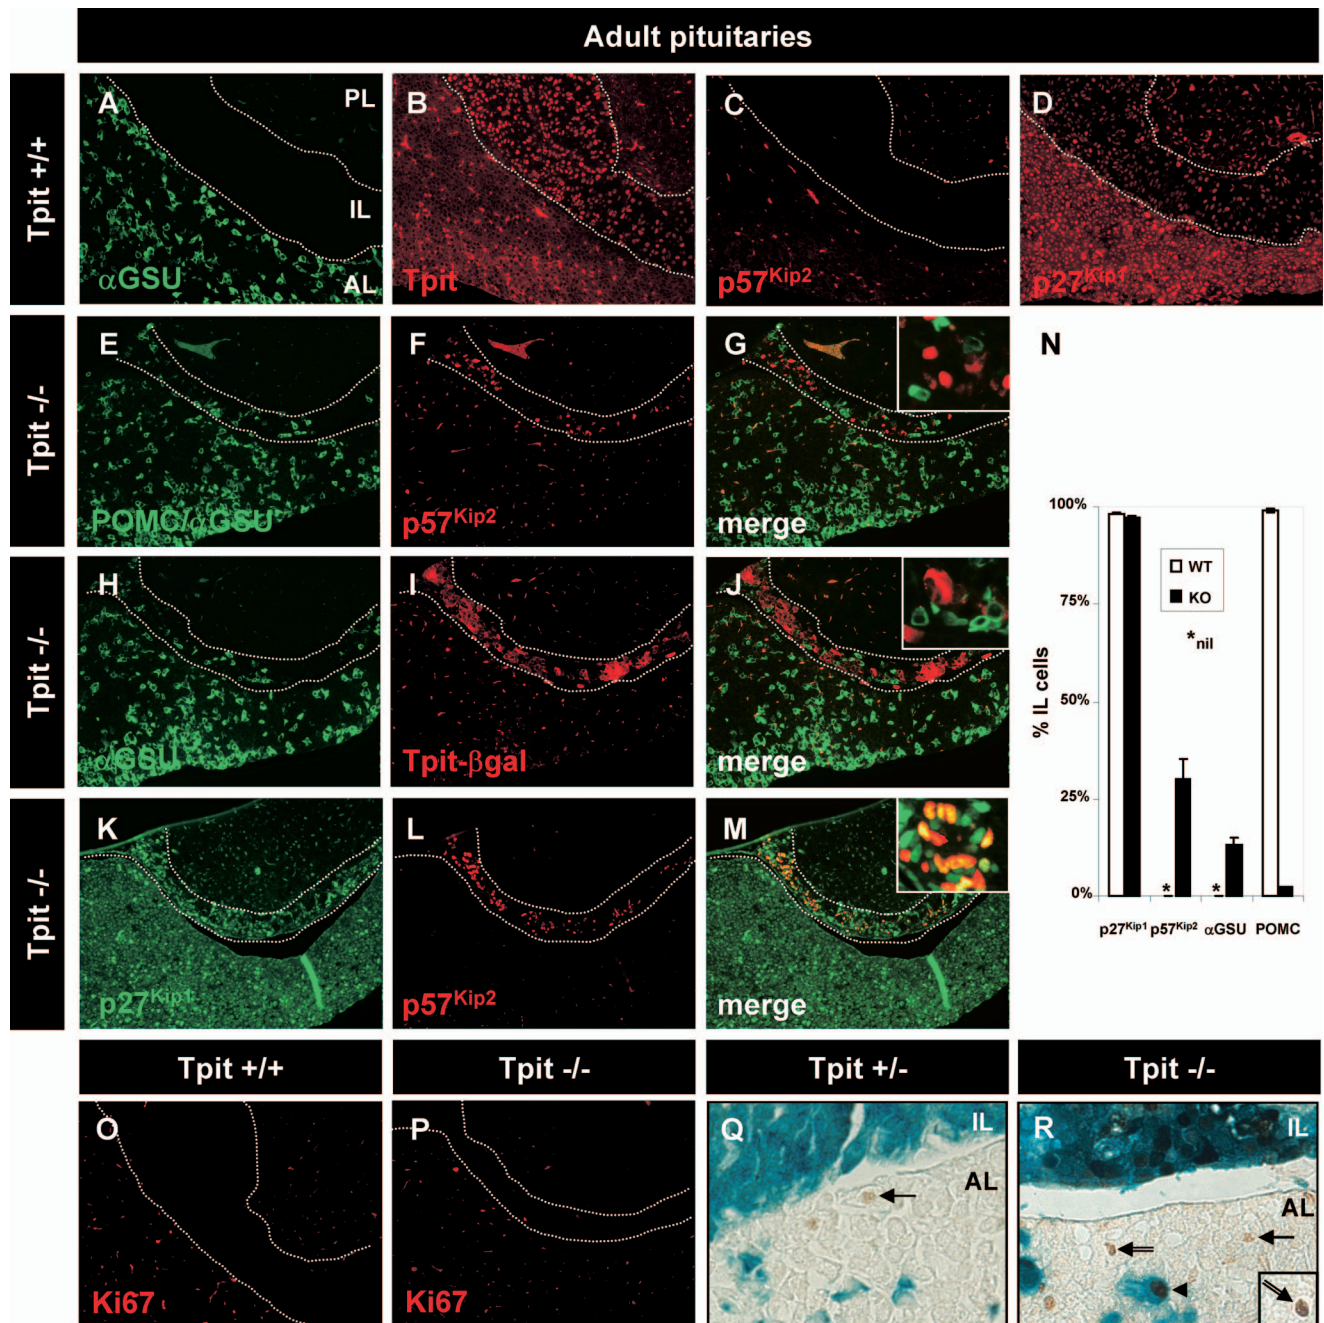 Adult pituitaries
Tpit +/+
A
PL
IL
AL
αGSU
B
Tpit
C
p57Kip2
D
p27Kip1
Tpit -/-
E
POMC/αGSU
F
p57Kip2
G
merge
N
100%
75%
50%
25%
0%
% IL cells
WT
KO
*nil
*
*
p27Kip1 p57Kip2 αGSU POMC
Tpit -/-
H
αGSU
I
Tpit-βgal
J
merge
Tpit -/-
K
p27Kip1
L
p57Kip2
M
merge
Tpit +/+
Tpit -/-
Tpit +/-
Tpit -/-
O
Ki67
P
Ki67
Q
IL
AL
R
IL
AL